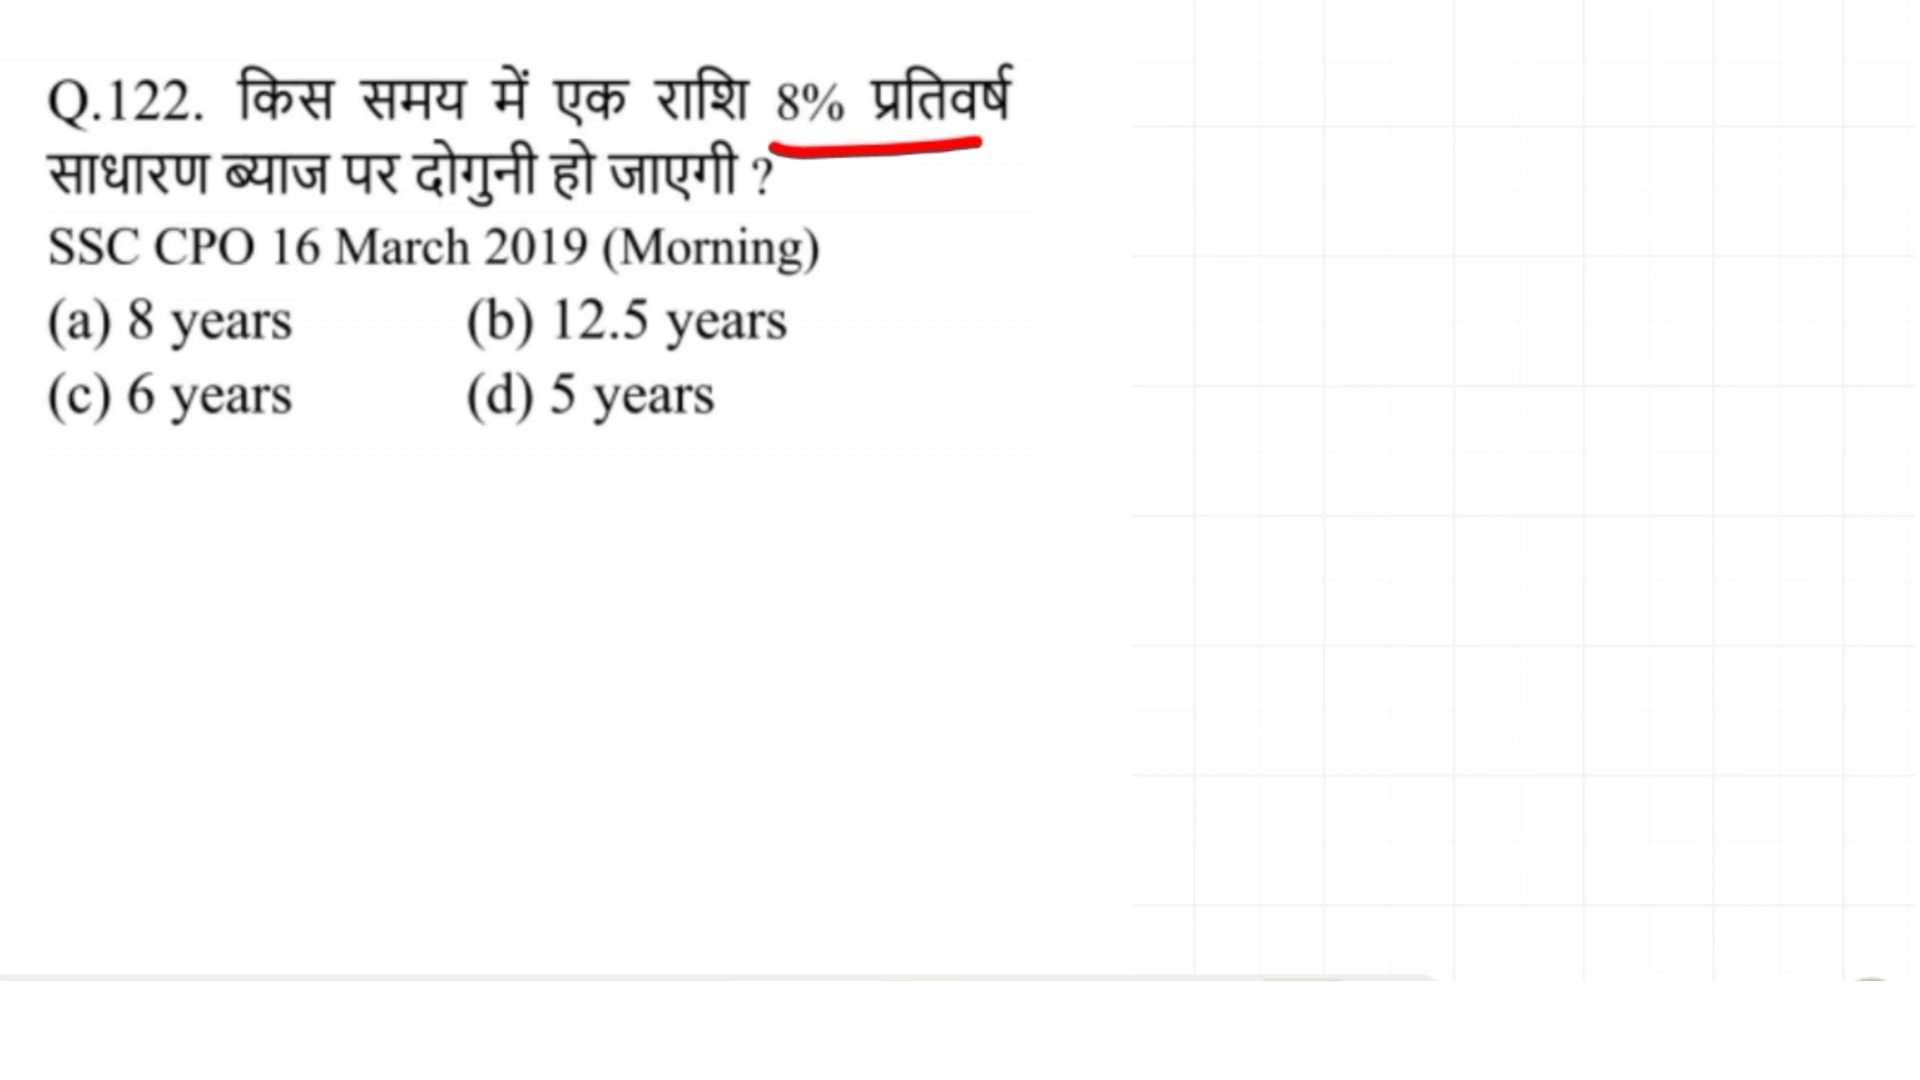 Q.122. किस समय में एक राशि 8% प्रतिवर्ष
साधारण ब्याज पर दोगुनी हो जाएगी ?
SSC CPO 16 March 2019 (Morning)
(a) 8 years (b) 12.5 years
(c) 6 years (d) 5 years